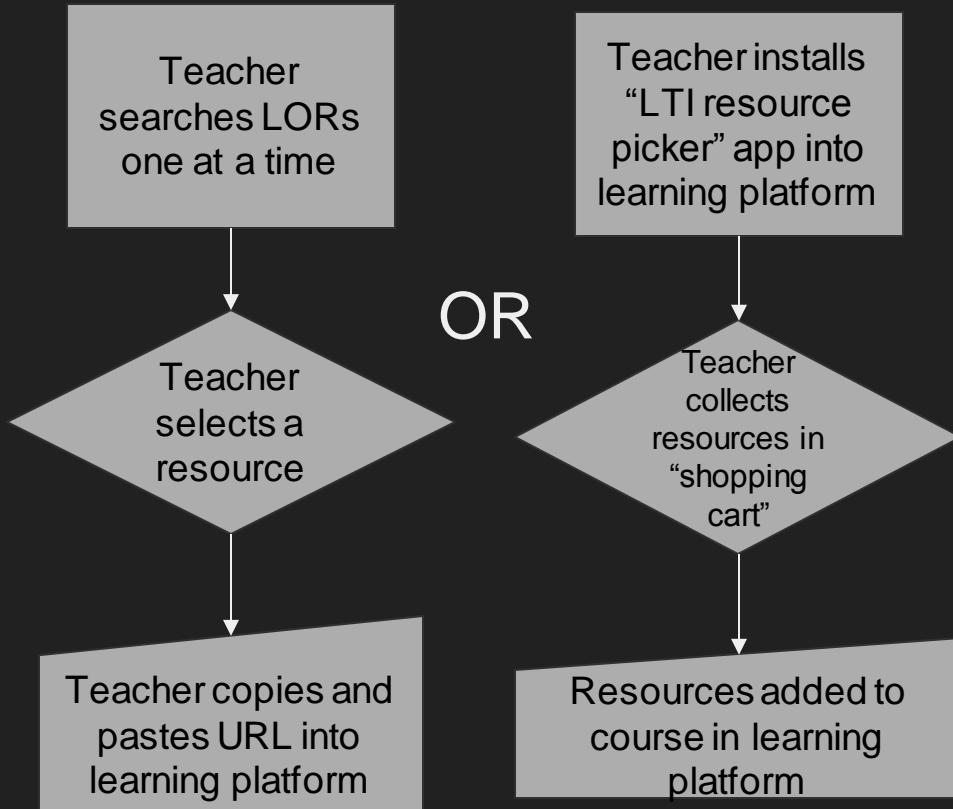 Teacher
searches LORs
one at a time
Teacher
selects a
resource
Teacher copies and
pastes URL into
learning platform
OR
Teacher installs
“LTI resource
picker” app into
learning platform
Teacher
collects
resources in
“shopping
cart”
Resources added to
course in learning
platform